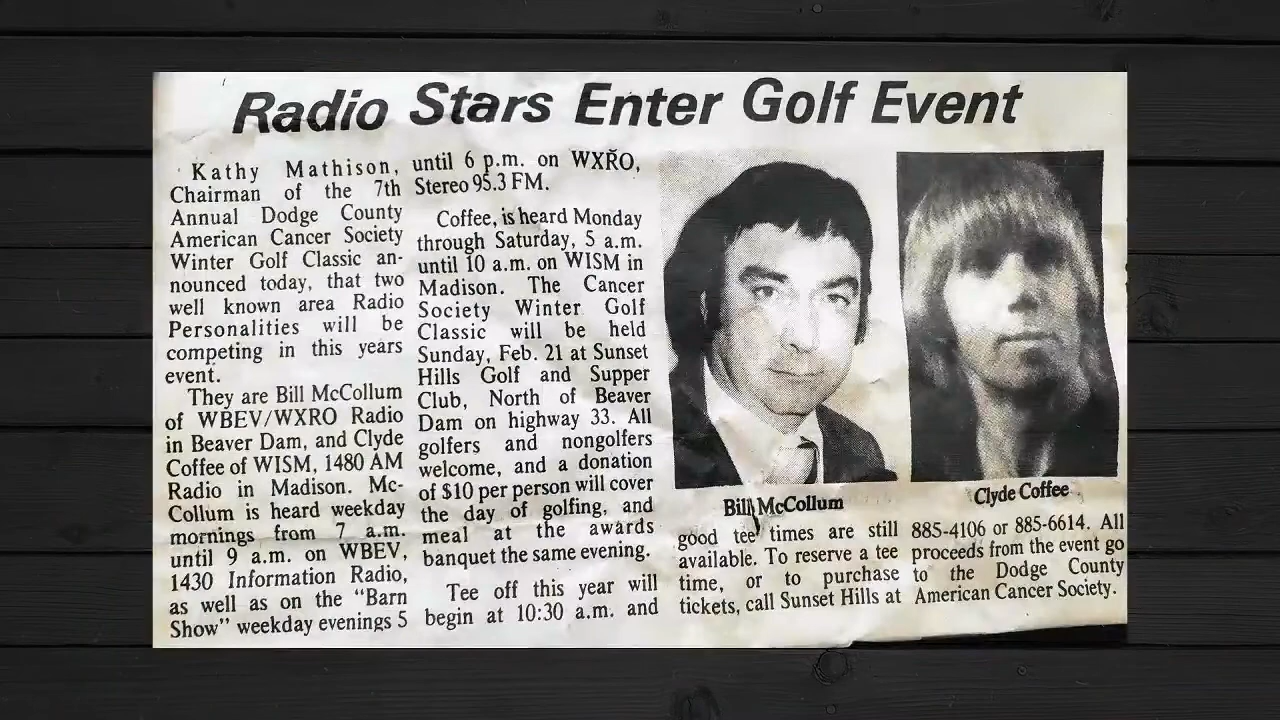 Radio Stars Enter Golf Event
Kathy Mathison,
Chairman of the 7th
Annual Dodge County
American Cancer Society
Winter Golf Classic an-
nounced today, that two
well known area Radio
Personalities will be
competing in this years
event.
They are Bill McCollum
of WBEV/WXRO Radio
in Beaver Dam, and Clyde
Coffee of WISM, 1480 AM
Radio in Madison. Mc-
Collum is heard weekday
mornings from 7 a.m.
until 9 a.m. on WBEV,
1430 Information Radio,
as well as on the "Barn
Show" weekday evenings 5
until 6 p.m. on WXRO,
Stereo 95.3 FM.
Coffee, is heard Monday
through Saturday, 5 a.m.
until 10 a.m. on WISM in
Madison. The Cancer
Society Winter Golf
Classic will be held
Sunday, Feb. 21 at Sunset
Hills Golf and Supper
Club, North of Beaver
Dam on highway 33. All
golfers and nongolfers
welcome, and a donation
of $10 per person will cover
the day of golfing, and
meal at the awards
banquet the same evening.
Tee off this year will
begin at 10:30 a.m. and
Bill McCollum
good tee times are still
available. To reserve a tee
time, or to purchase
tickets, call Sunset Hills at
Clyde Coffee
885-4106 or 885-6614. All
proceeds from the event go
to the Dodge County
American Cancer Society.